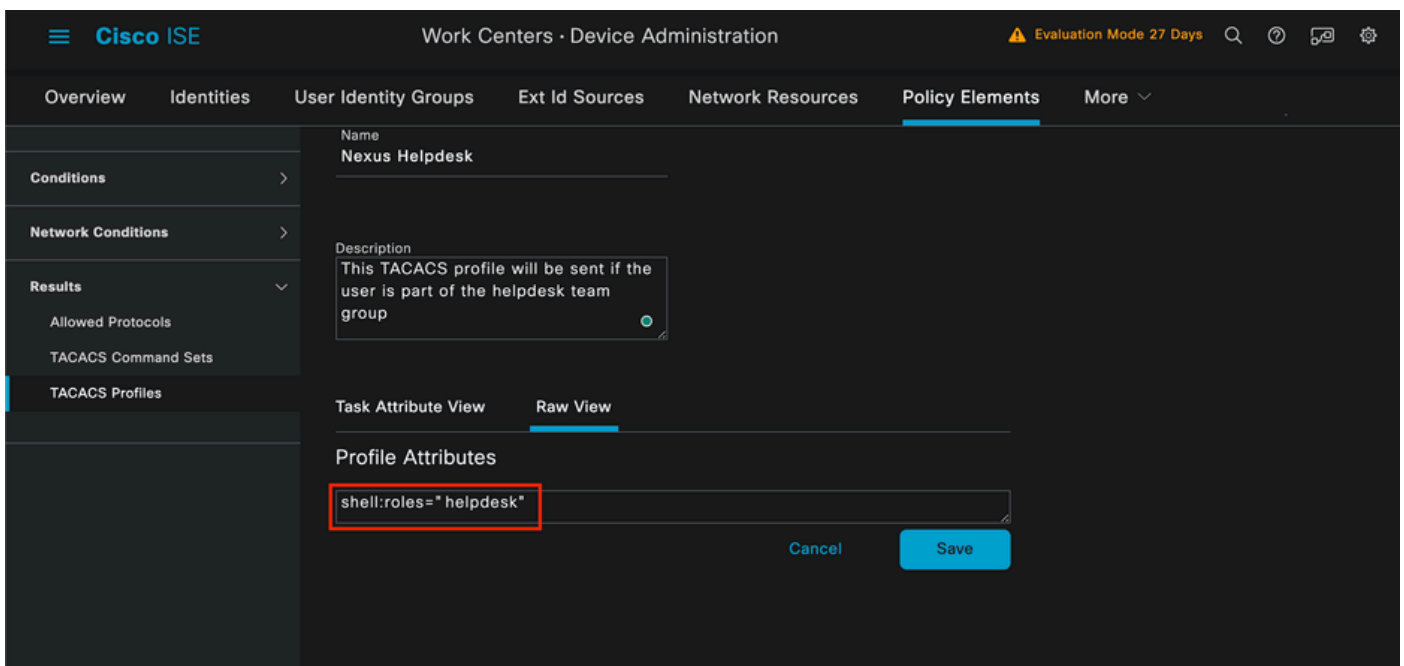 Cisco ISE
Work Centers · Device Administration
Evaluation Mode 27 Days
Overview
Identities
User Identity Groups
Ext Id Sources
Network Resources
Policy Elements
More
Conditions
Network Conditions
Results
Allowed Protocols
TACACS Command Sets
TACACS Profiles
Name
Nexus Helpdesk
Description
This TACACS profile will be sent if the
user is part of the helpdesk team
group
Task Attribute View
Raw View
Profile Attributes
shell:roles=" helpdesk"
Cancel
Save